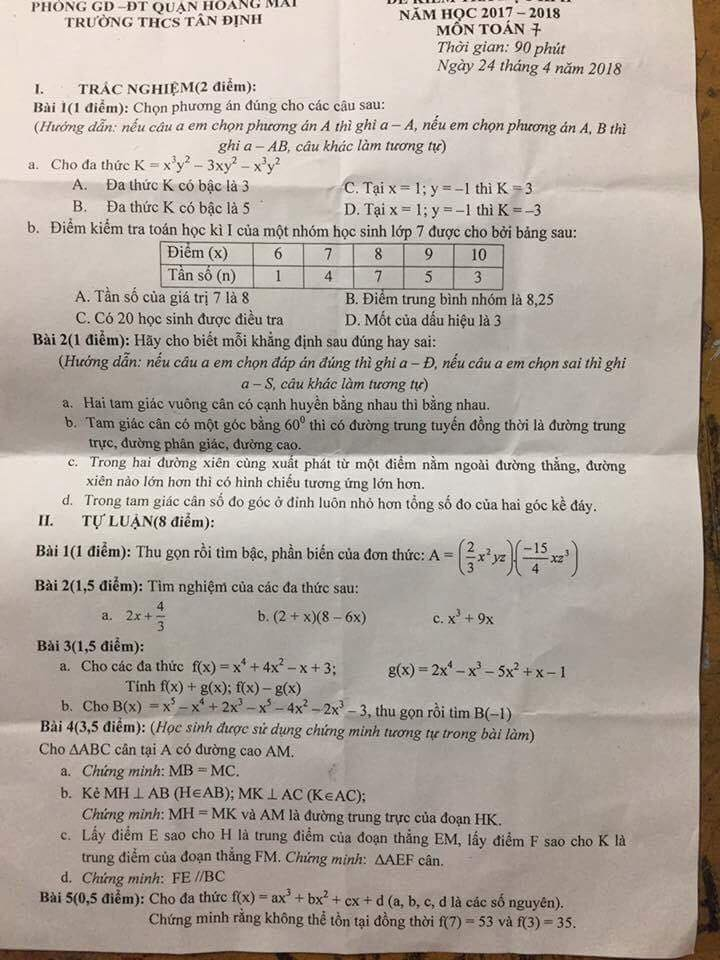 PHÒNG GD –ĐT QUẬN HOÀNG MAI
TRƯỜNG THCS TÂN ĐỊNH
NĂM HỌC 2017 – 2018
MÔN TOÁN 7
Thời gian: 90 phút
Ngày 24 tháng 4 năm 2018
I. TRẮC NGHIỆM(2 điểm):
Bài 1(1 điểm): Chọn phương án đúng cho các câu sau:
(Hướng dẫn: nếu câu a em chọn phương án A thì ghi a – A, nếu em chọn phương án A, B thì
ghi a – AB, câu khác làm tương tự)
a. Cho đa thức K = x³y² – 3xy² – x³y²
A. Đa thức K có bậc là 3 C. Tại x = 1; y = –1 thì K = 3
B. Đa thức K có bậc là 5 D. Tại x = 1; y = –1 thì K = –3
b. Điểm kiểm tra toán học kì I của một nhóm học sinh lớp 7 được cho bởi bảng sau:
Điểm (x) 6 7 8 9 10
Tần số (n) 1 4 7 5 3
A. Tần số của giá trị 7 là 8 B. Điểm trung bình nhóm là 8,25
C. Có 20 học sinh được điều tra D. Mốt của dấu hiệu là 3
Bài 2(1 điểm): Hãy cho biết mỗi khẳng định sau đúng hay sai:
(Hướng dẫn: nếu câu a em chọn đáp án đúng thì ghi a – Đ, nếu câu a em chọn sai thì ghi
a – S, câu khác làm tương tự)
a. Hai tam giác vuông cân có cạnh huyền bằng nhau thì bằng nhau.
b. Tam giác cân có một góc bằng 60⁰ thì có đường trung tuyến đồng thời là đường trung
trực, đường phân giác, đường cao.
c. Trong hai đường xiên cùng xuất phát từ một điểm nằm ngoài đường thẳng, đường
xiên nào lớn hơn thì có hình chiếu tương ứng lớn hơn.
d. Trong tam giác cân số đo góc ở đỉnh luôn nhỏ hơn tổng số đo của hai góc kề đáy.
II. TỰ LUẬN(8 điểm):
Bài 1(1 điểm): Thu gọn rồi tìm bậc, phần biến của đơn thức: A = (2/3 x²yz).(−15/4 xz³)
Bài 2(1,5 điểm): Tìm nghiệm của các đa thức sau:
a. 2x + 4/3 b. (2 + x)(8 – 6x) c. x³ + 9x
Bài 3(1,5 điểm):
a. Cho các đa thức f(x) = x⁴ + 4x² – x + 3; g(x) = 2x⁴ – x³ – 5x² + x – 1
Tính f(x) + g(x); f(x) – g(x)
b. Cho B(x) = x⁵ – x⁴ + 2x³ – x⁵ – 4x² – 2x³ – 3, thu gọn rồi tìm B(–1)
Bài 4(3,5 điểm): (Học sinh được sử dụng chứng minh tương tự trong bài làm)
Cho ΔABC cân tại A có đường cao AM.
a. Chứng minh: MB = MC.
b. Kẻ MH ⊥ AB (H∈AB); MK ⊥ AC (K∈AC);
Chứng minh: MH = MK và AM là đường trung trực của đoạn HK.
c. Lấy điểm E sao cho H là trung điểm của đoạn thẳng EM, lấy điểm F sao cho K là
trung điểm của đoạn thẳng FM. Chứng minh: ΔAEF cân.
d. Chứng minh: FE //BC
Bài 5(0,5 điểm): Cho đa thức f(x) = ax³ + bx² + cx + d (a, b, c, d là các số nguyên).
Chứng minh rằng không thể tồn tại đồng thời f(7) = 53 và f(3) = 35.